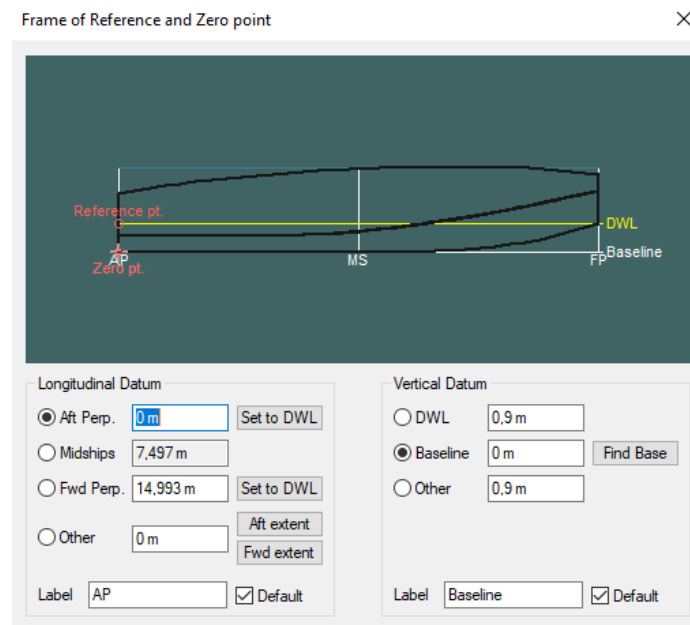 Frame of Reference and Zero point
Reference pt.
DWL
Baseline
AP
MS
FP
Zero pt.
Longitudinal Datum
Aft Perp. 0 m Set to DWL
Midships 7,497 m
Fwd Perp. 14,993 m Set to DWL
Other 0 m Aft extent
Fwd extent
Label AP Default
Vertical Datum
DWL 0,9 m
Baseline 0 m Find Base
Other 0,9 m
Label Baseline Default